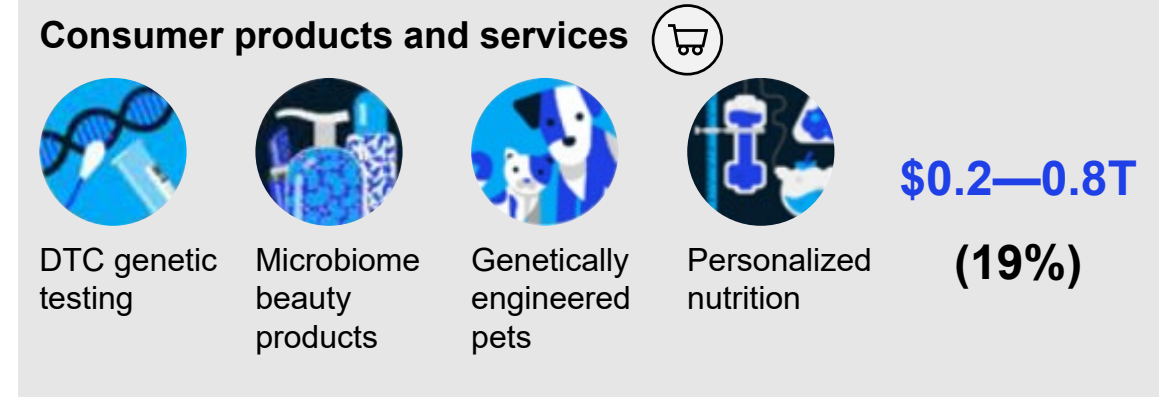 Consumer products and services
DTC genetic
testing
Microbiome
beauty
products
Genetically
engineered
pets
Personalized
nutrition
$0.2—0.8T
(19%)